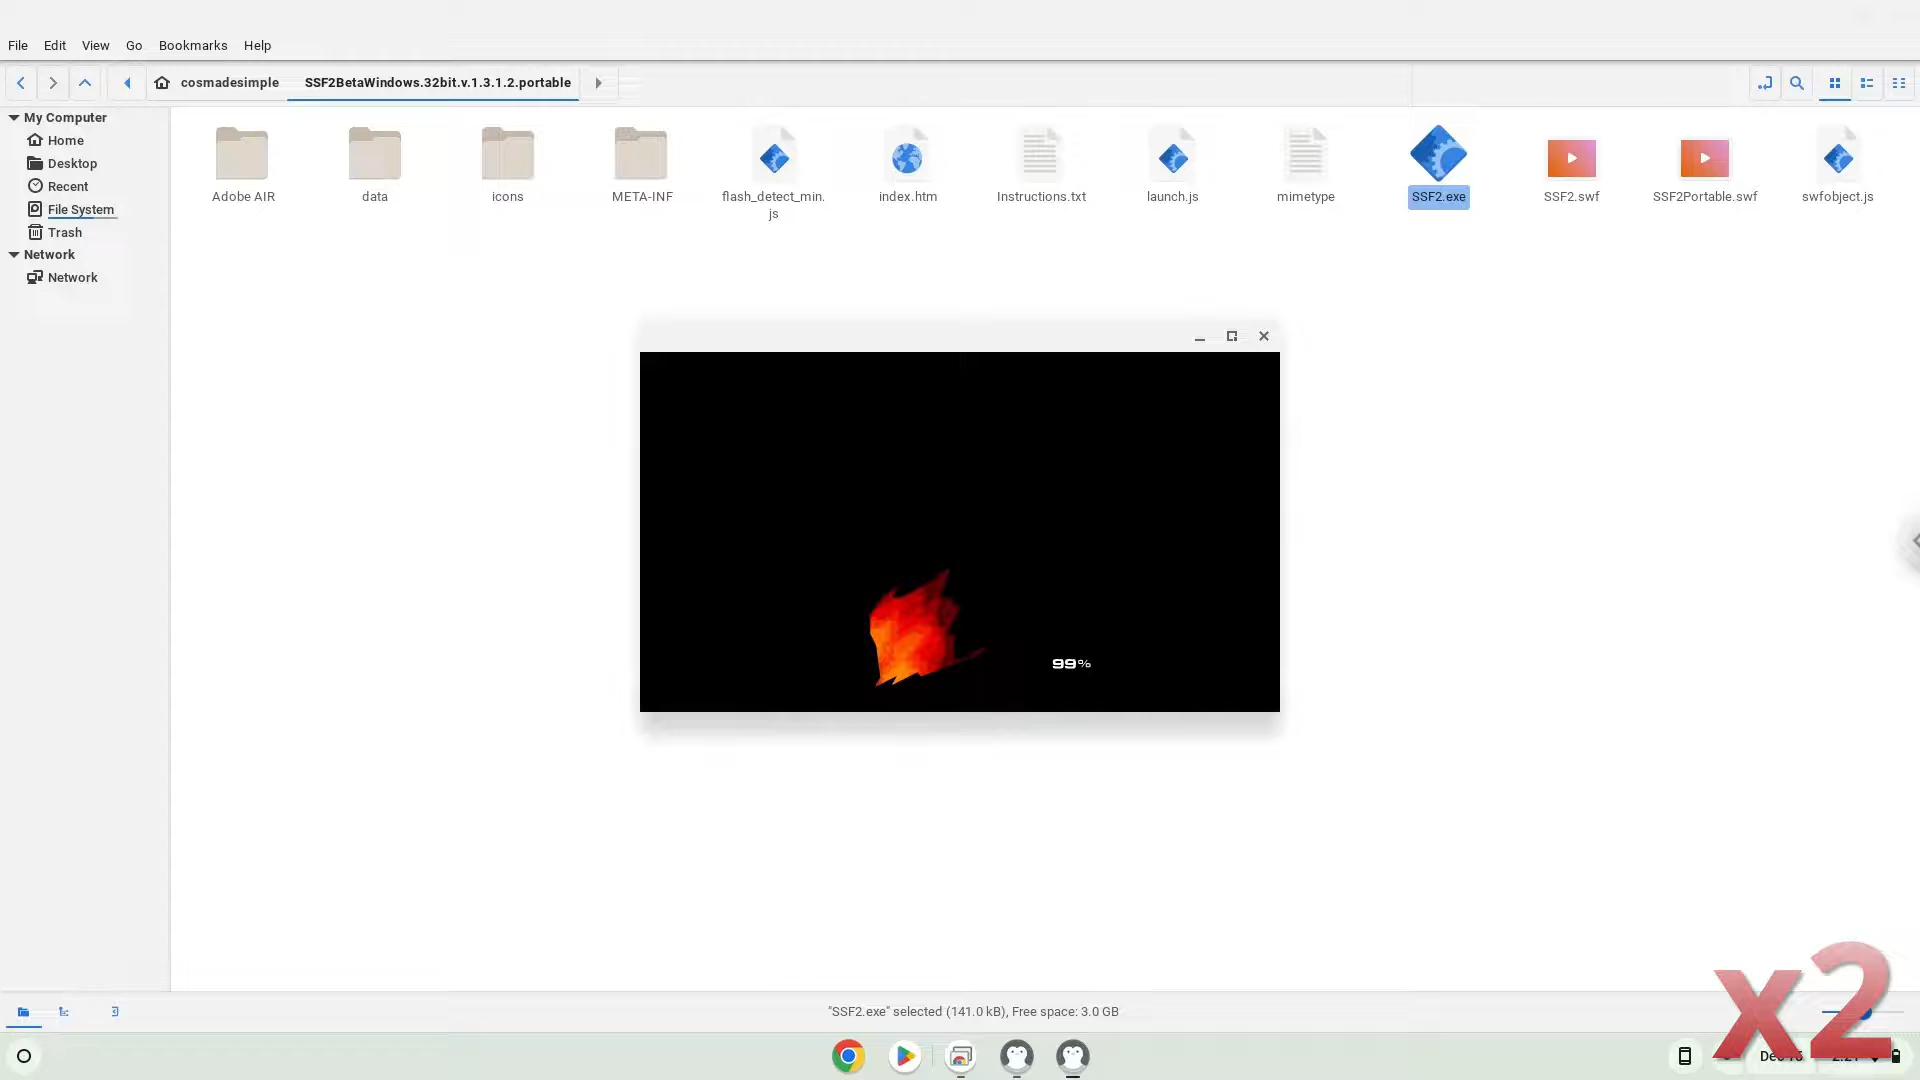 File Edit View Go Bookmarks Help
cosmadesimple SSF2BetaWindows.32bit.v.1.3.1.2.portable
My Computer
Home
Desktop
Recent
File System
Trash
Network
Network
Adobe AIR
data
icons
META-INF
flash_detect_min.
js
index.htm
Instructions.txt
launch.js
mimetype
SSF2.exe
SSF2.swf
SSF2Portable.swf
swfobject.js
99%
"SSF2.exe" selected (141.0 kB), Free space: 3.0 GB
x2